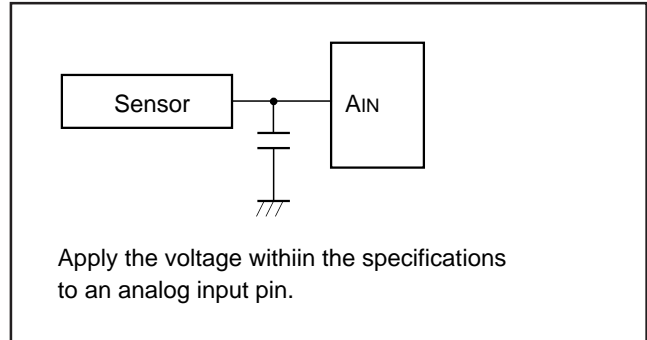 Sensor
AIN
Apply the voltage withiin the specifications
to an analog input pin.